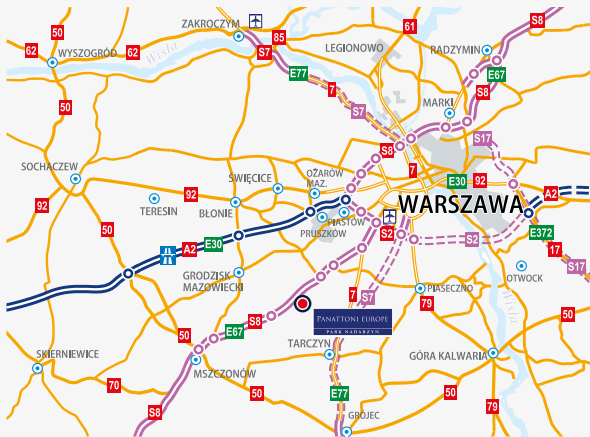 ZAKROCZYM
50
62
WYSZOGRÓD
62
Wisła
85
S7
E77
LEGIONOWO
61
RADZYMIN
S8
E67
S8
7
S7
MARKI
50
S17
S8
7
SOCHACZEW
ŚWIĘCICE
OŻARÓW
MAZ.
E30
92
A2
92
TERESIN
92
BŁONIE
PIASTÓW
PRUSZKÓW
WARSZAWA
50
A2
E30
S2
S2
E372
17
S17
GRODZISK
MAZOWIECKI
OTWOCK
7
S7
PIASECZNO
79
Wisła
50
PANATTONI EUROPE
PARK NADARZYN
S8
E67
50
TARCZYN
GÓRA KALWARIA
SKIERNIEWICE
MSZCZONÓW
70
S8
50
E77
GRÓJEC
50
79